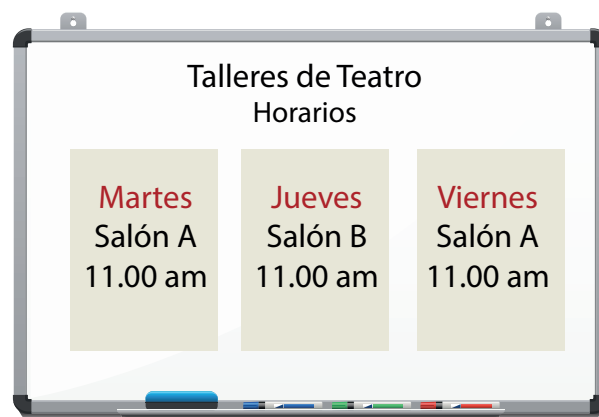 Talleres de Teatro
Horarios
Martes
Salón A
11.00 am
Jueves
Salón B
11.00 am
Viernes
Salón A
11.00 am